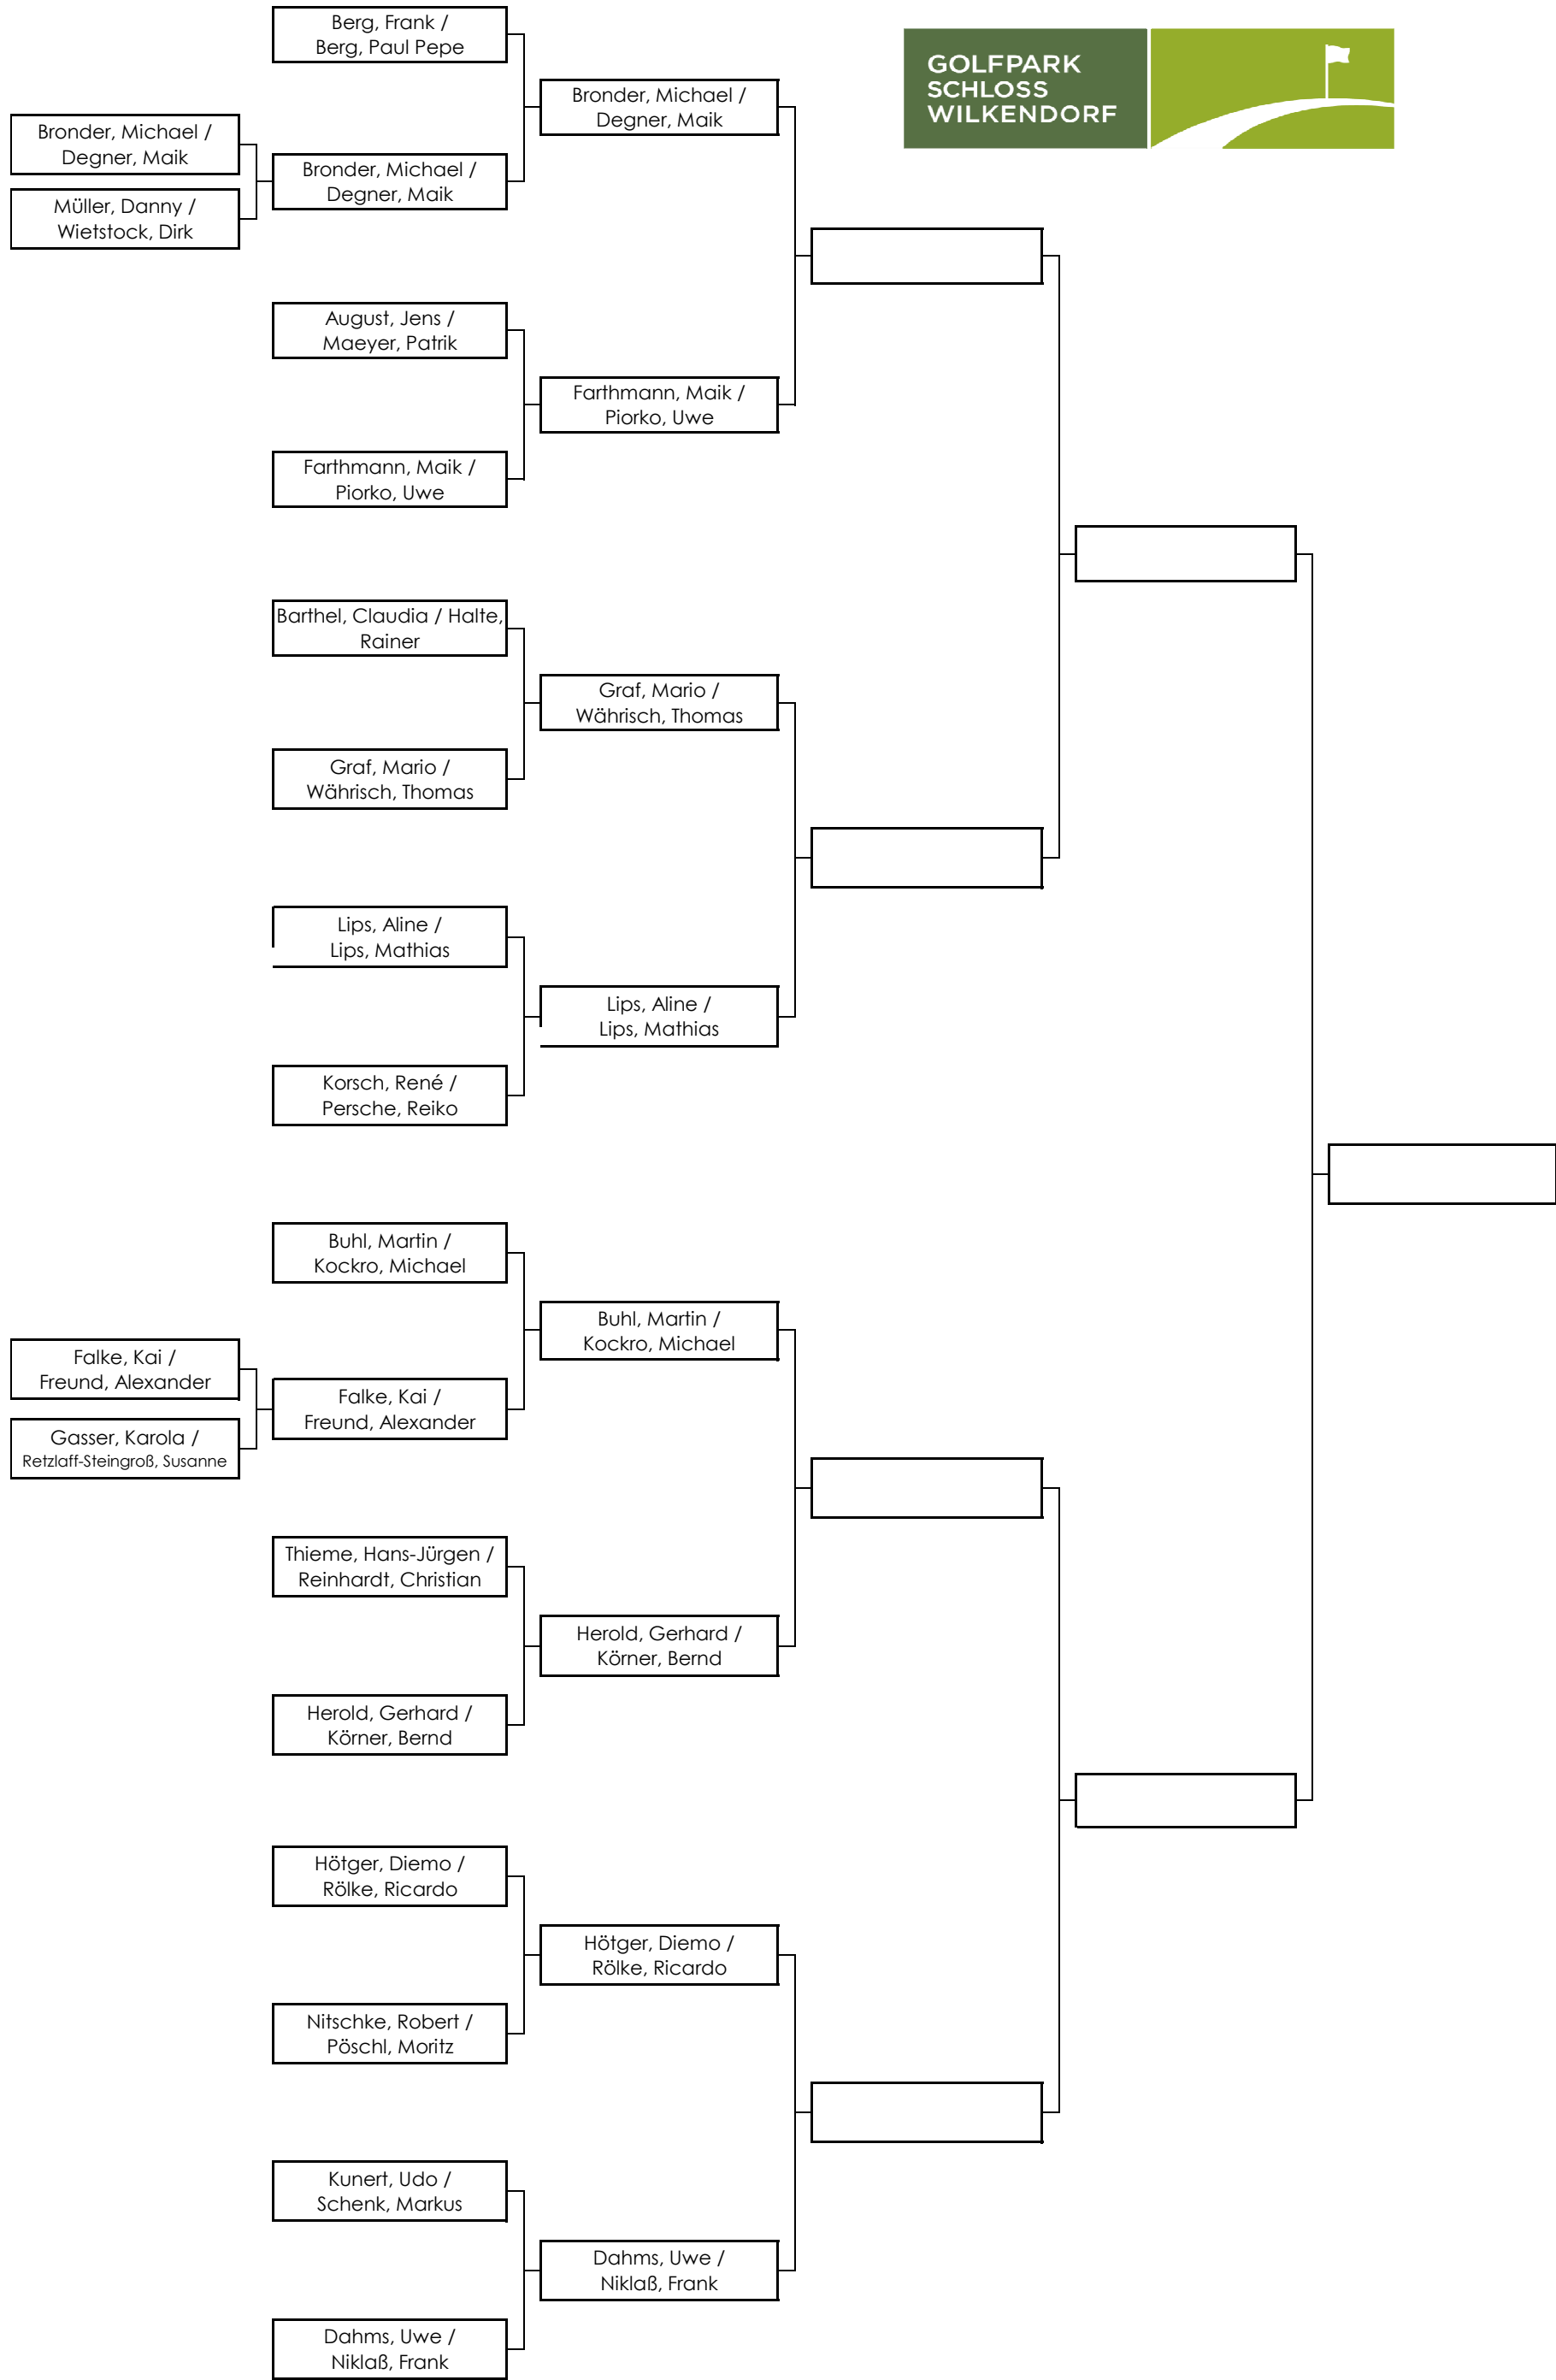 Berg, Frank /
Berg, Paul Pepe
GOLFPARK
SCHLOSS
WILKENDORF
Bronder, Michael /
Degner, Maik
Bronder, Michael /
Degner, Maik
Bronder, Michael /
Degner, Maik
Müller, Danny /
Wietstock, Dirk
August, Jens /
Maeyer, Patrik
Farthmann, Maik /
Piorko, Uwe
Farthmann, Maik /
Piorko, Uwe
Barthel, Claudia / Halte,
Rainer
Graf, Mario /
Währisch, Thomas
Graf, Mario /
Währisch, Thomas
Lips, Aline /
Lips, Mathias
Lips, Aline /
Lips, Mathias
Korsch, René /
Persche, Reiko
Buhl, Martin /
Kockro, Michael
Buhl, Martin /
Kockro, Michael
Falke, Kai /
Freund, Alexander
Falke, Kai /
Freund, Alexander
Gasser, Karola /
Retzlaff-Steingroß, Susanne
Thieme, Hans-Jürgen /
Reinhardt, Christian
Herold, Gerhard /
Körner, Bernd
Herold, Gerhard /
Körner, Bernd
Hötger, Diemo /
Rölke, Ricardo
Hötger, Diemo /
Rölke, Ricardo
Nitschke, Robert /
Pöschl, Moritz
Kunert, Udo /
Schenk, Markus
Dahms, Uwe /
Niklaß, Frank
Dahms, Uwe /
Niklaß, Frank